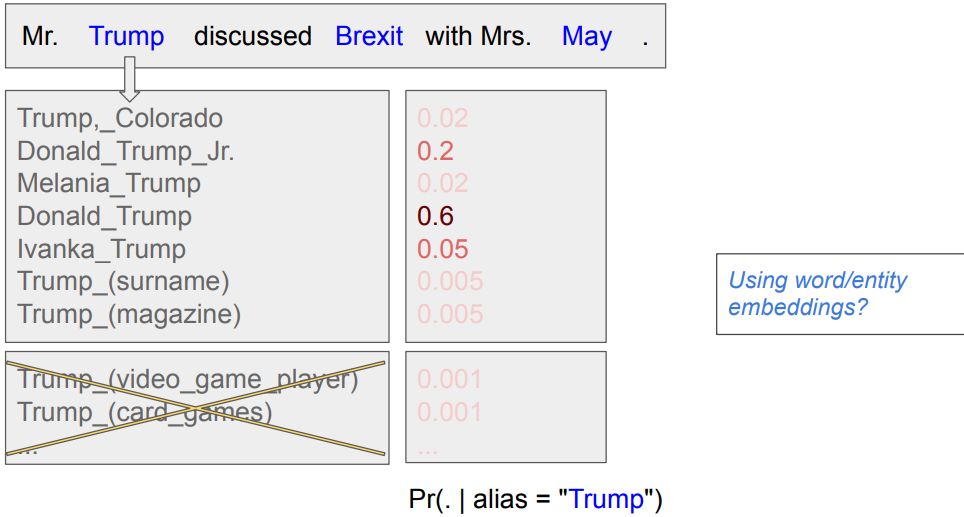 Mr. Trump discussed Brexit with Mrs. May .
Trump,_Colorado 0.02
Donald_Trump_Jr. 0.2
Melania_Trump 0.02
Donald_Trump 0.6
Ivanka_Trump 0.05
Trump_(surname) 0.005
Trump_(magazine) 0.005
Using word/entity
embeddings?
Trump_(video_game_player) 0.001
Trump_(card_games) 0.001
... ...
Pr(. | alias = "Trump")